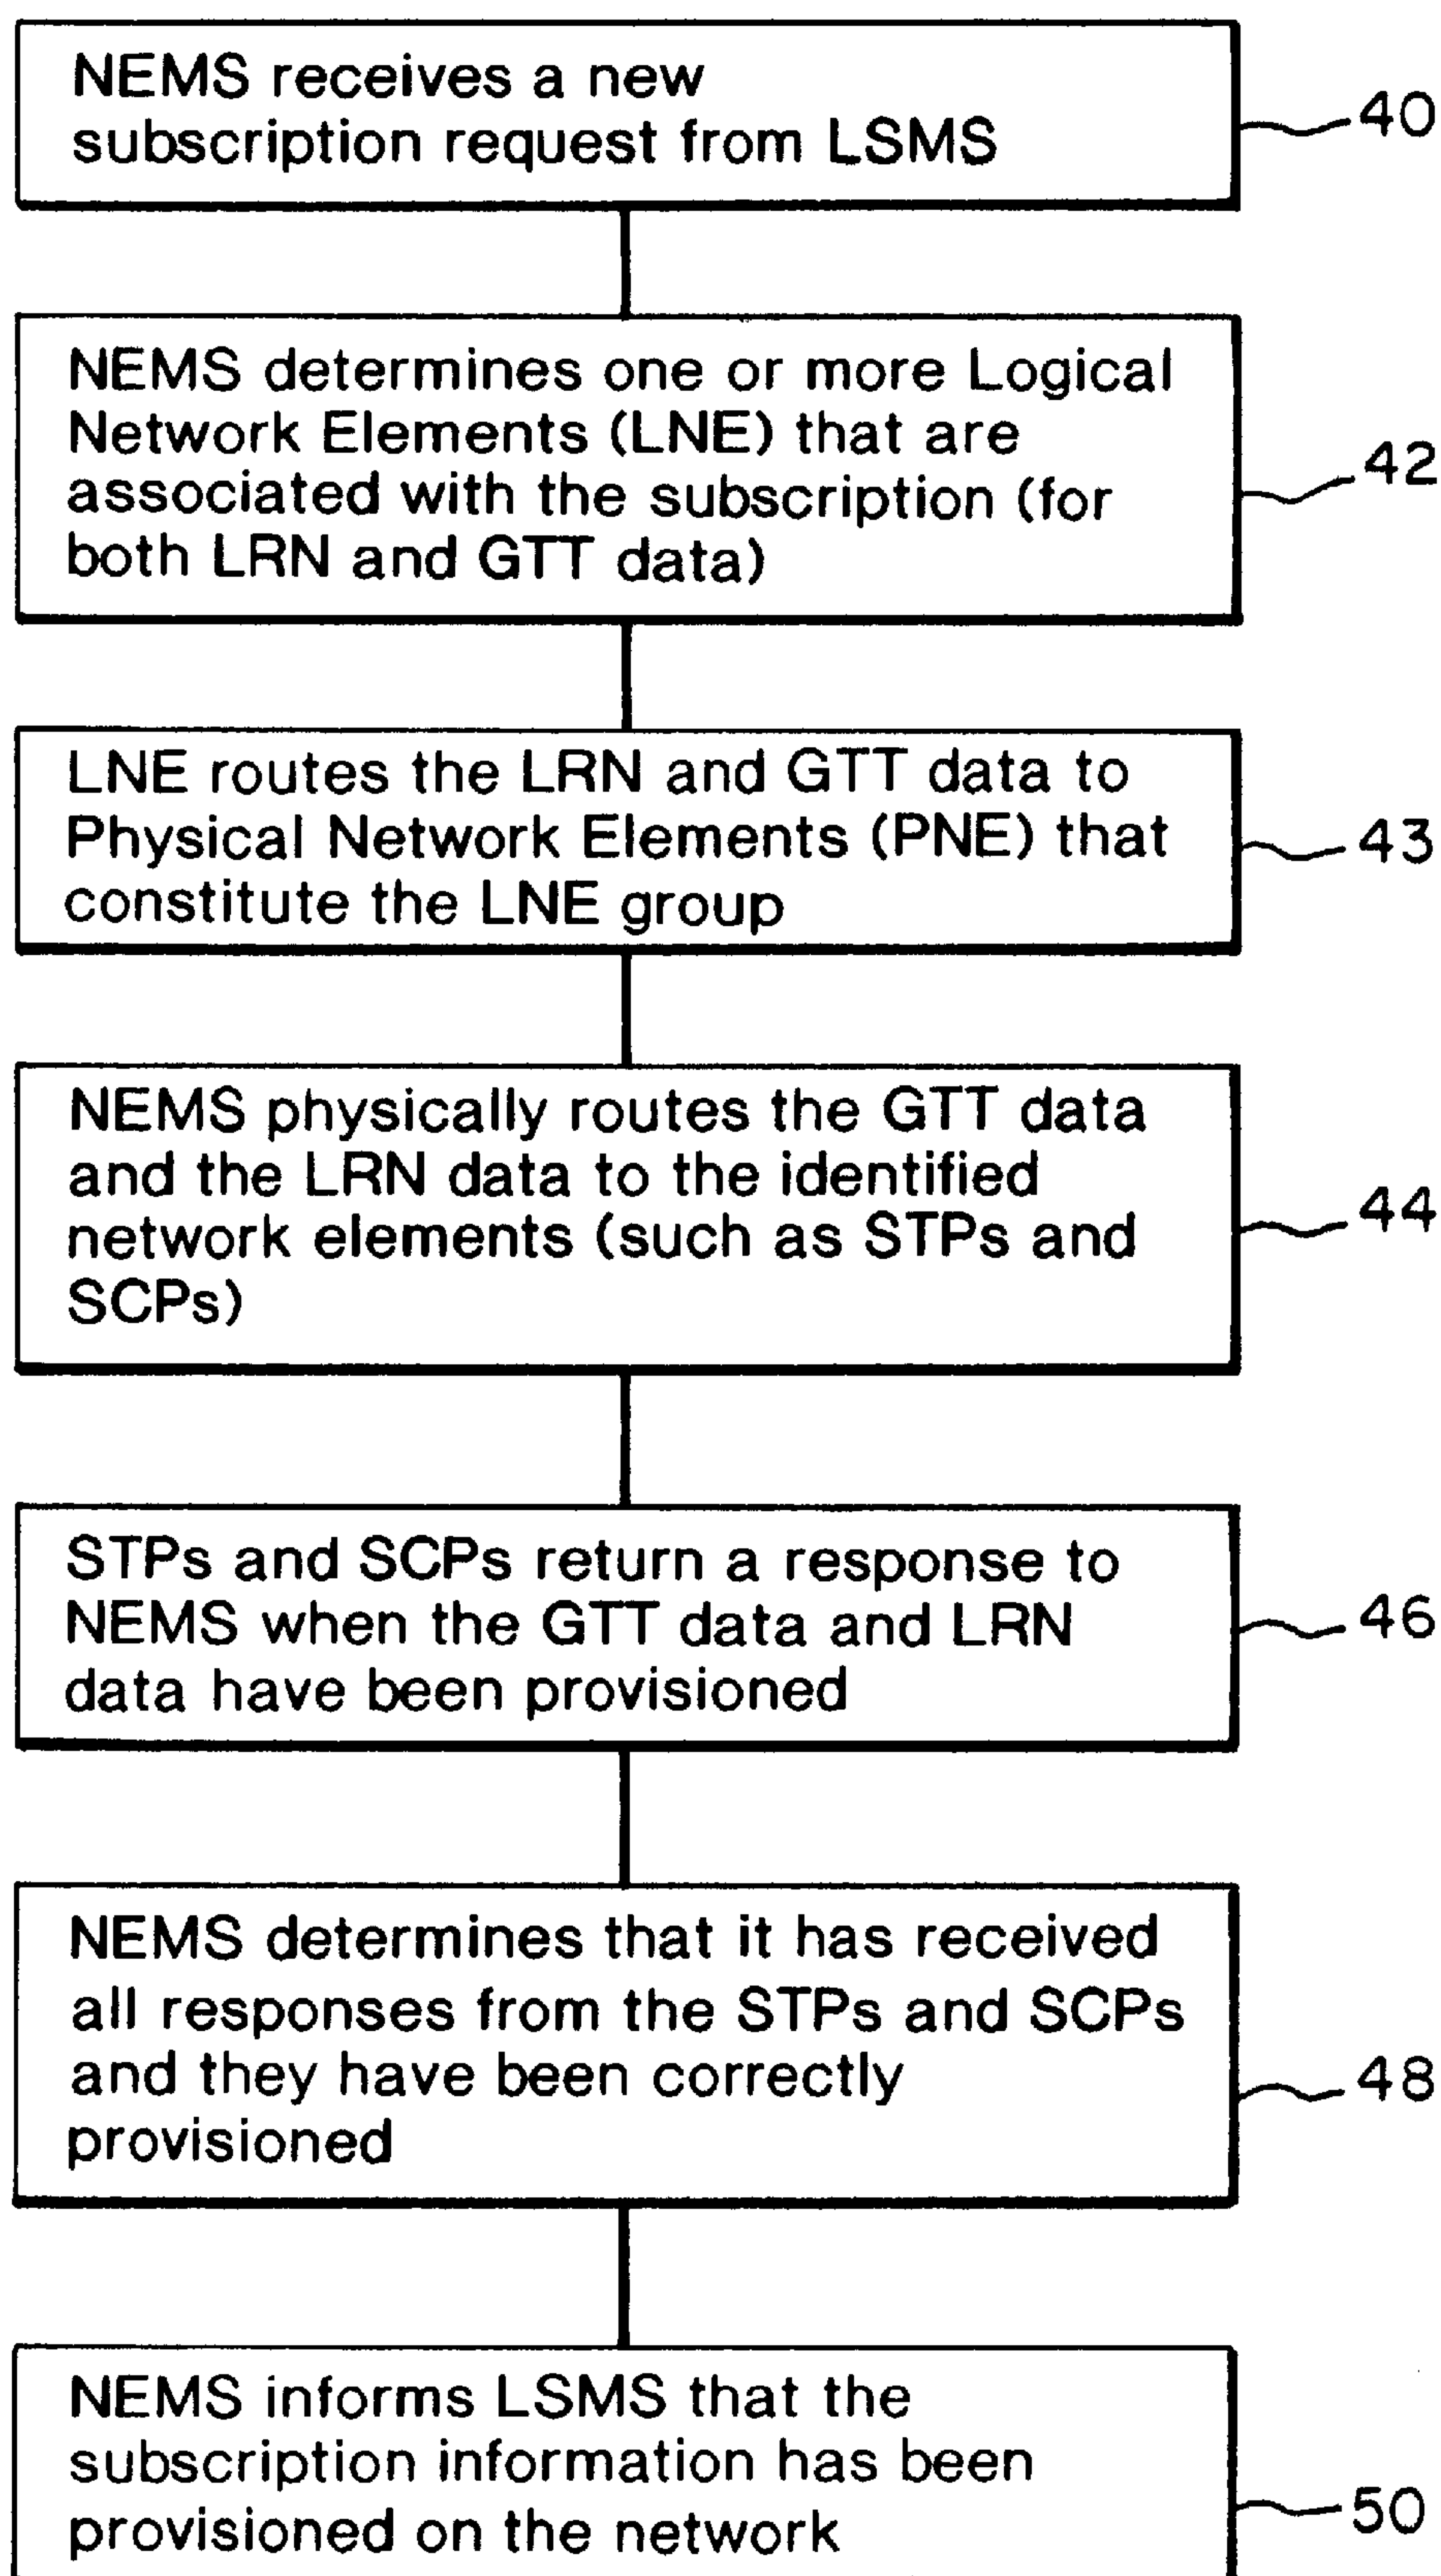 NEMS receives a new
subscription request from LSMS
40
NEMS determines one or more Logical
Network Elements (LNE) that are
associated with the subscription (for
both LRN and GTT data)
42
LNE routes the LRN and GTT data to
Physical Network Elements (PNE) that
constitute the LNE group
43
NEMS physically routes the GTT data
and the LRN data to the identified
network elements (such as STPs and
SCPs)
44
STPs and SCPs return a response to
NEMS when the GTT data and LRN
data have been provisioned
46
NEMS determines that it has received
all responses from the STPs and SCPs
and they have been correctly
provisioned
48
NEMS informs LSMS that the
subscription information has been
provisioned on the network
50